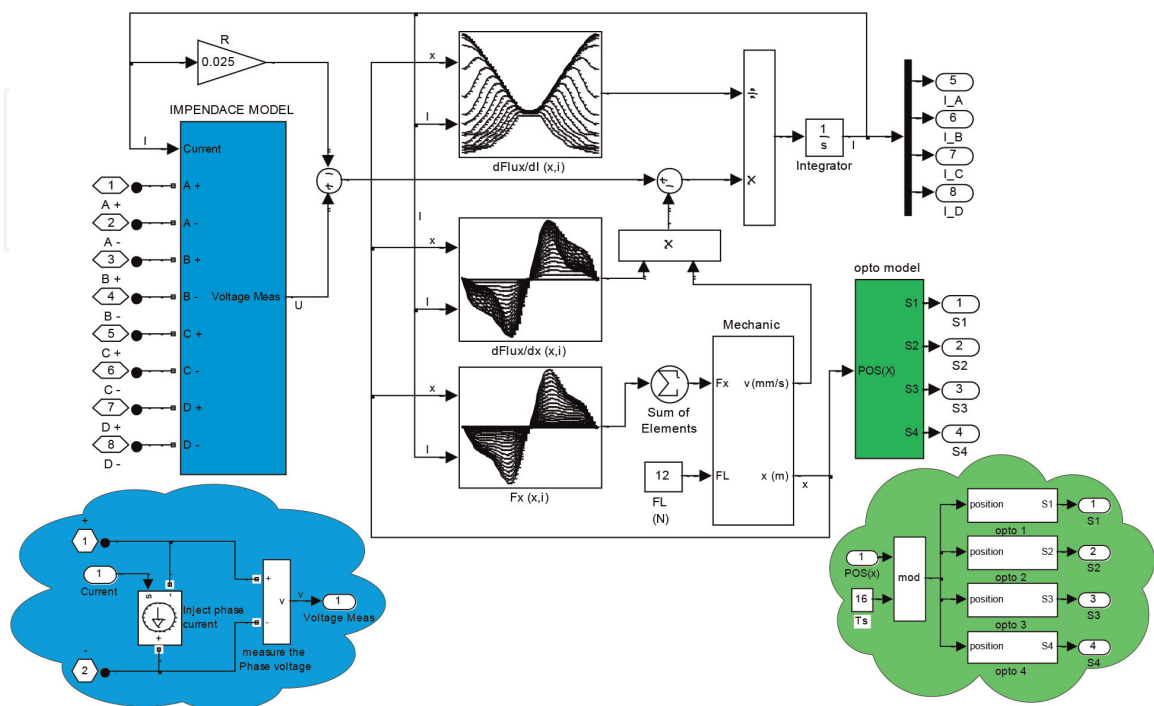 R
0.025
IMPENDACE MODEL
I
Current
1
A +
A +
2
A -
A -
3
B +
B +
4
B -
B -
Voltage Meas
U
5
C +
C +
6
C -
C -
7
D +
D +
8
D -
D -
x
I
dFlux/dI (x,i)
I
x
I
dFlux/dx (x,i)
x
I
Fx (x,i)
Sum of
Elements
12
FL
(N)
Mechanic
Fx
v(mm/s)
FL
x (m)
x
1
s
Integrator
I
5
I_A
6
I_B
7
I_C
8
I_D
opto model
POS(X)
S1
1
S1
S2
2
S2
S3
3
S3
S4
4
S4
+
1
1
Current
s
-
+
Inject phase
current
-
2
+
-
v
v
1
Voltage Meas
measure the
Phase voltage
1
POS(x)
16
Ts
mod
position
S1
1
S1
opto 1
position
S2
2
S2
opto 2
position
S3
3
S3
opto 3
position
S4
4
S4
opto 4